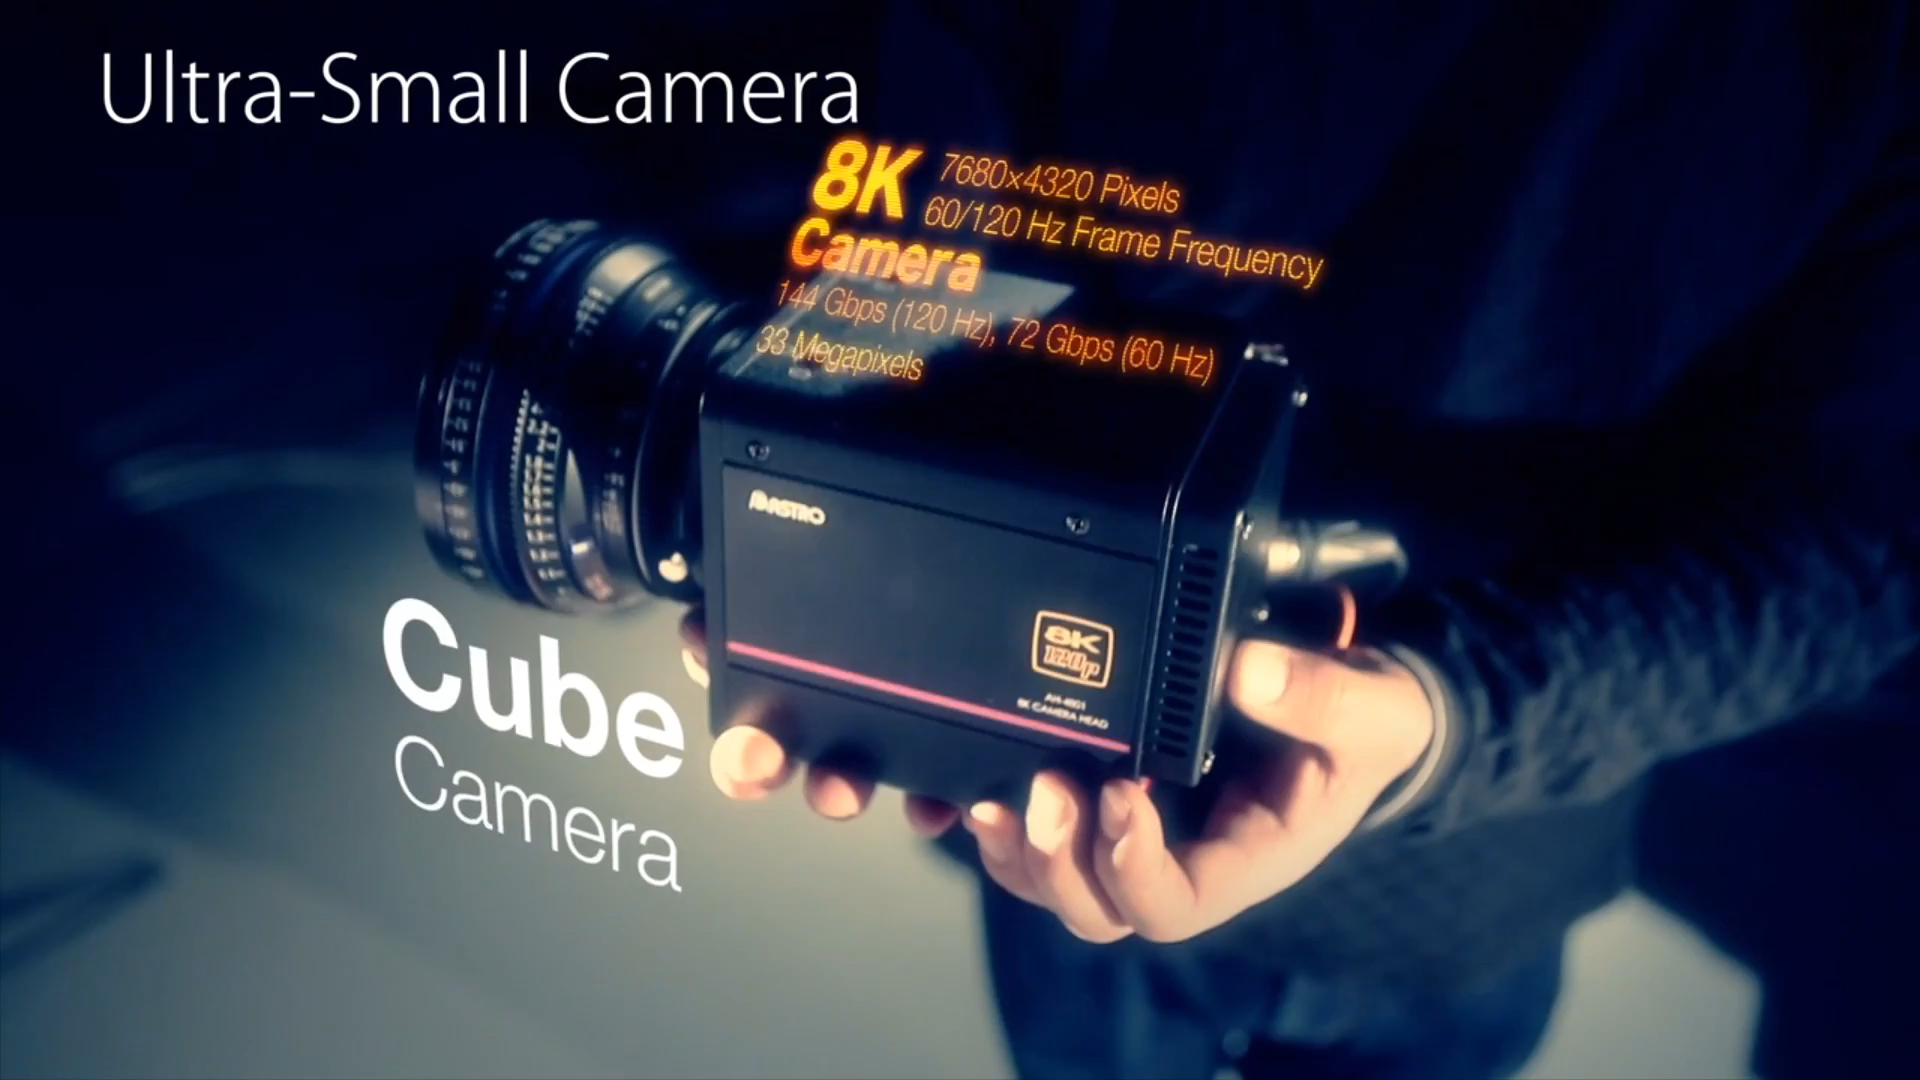 Ultra-Small Camera
8K
7680×4320 Pixels
60/120 Hz Frame Frequency
Camera
144 Gbps (120 Hz), 72 Gbps (60 Hz)
33 Megapixels
ASTRO
8K
120p
AH-4801
8K CAMERA HEAD
Cube
Camera